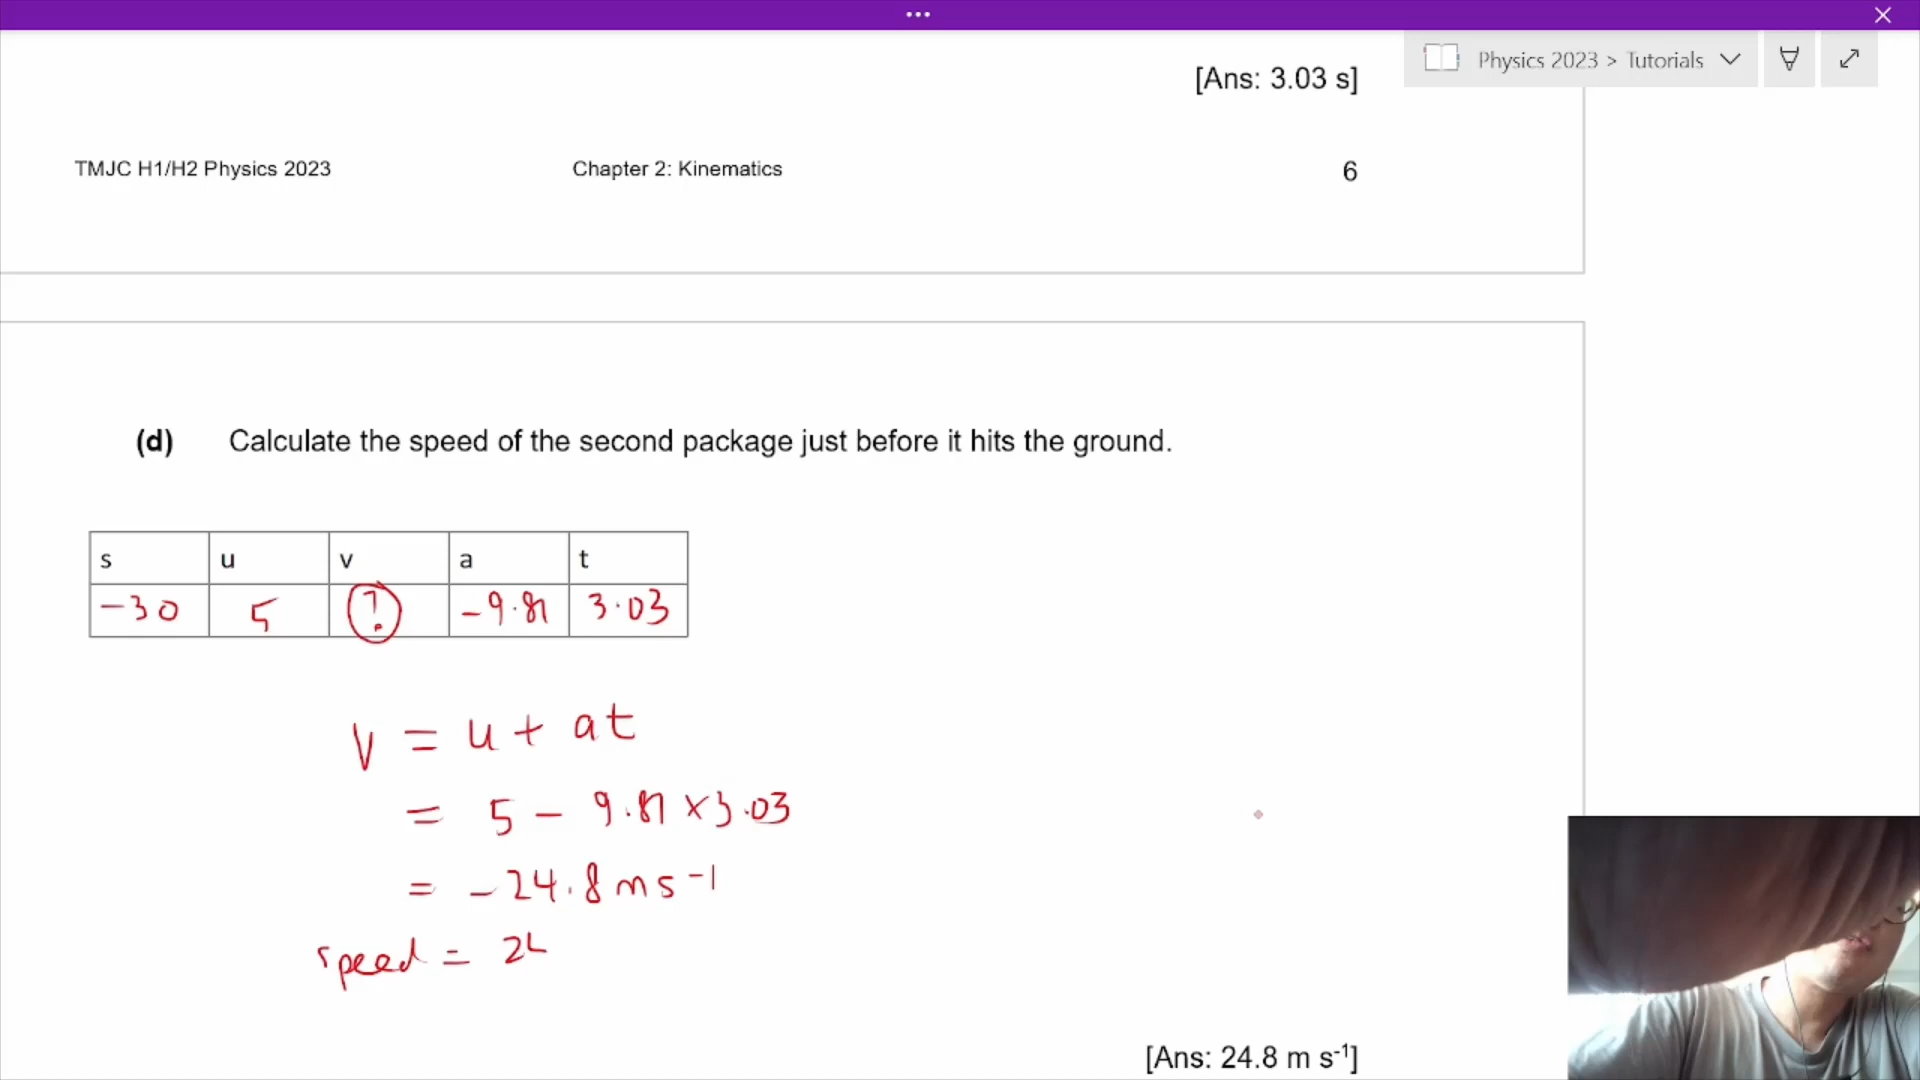 ...
[Ans: 3.03 s]
Physics 2023 > Tutorials
TMJC H1/H2 Physics 2023 Chapter 2: Kinematics 6
(d) Calculate the speed of the second package just before it hits the ground.
s u v a t
-30 5 ? -9.81 3.03
v = u + at
= 5 - 9.81 × 3.03
= -24.8 m s⁻¹
speed = 24
[Ans: 24.8 m s⁻¹]